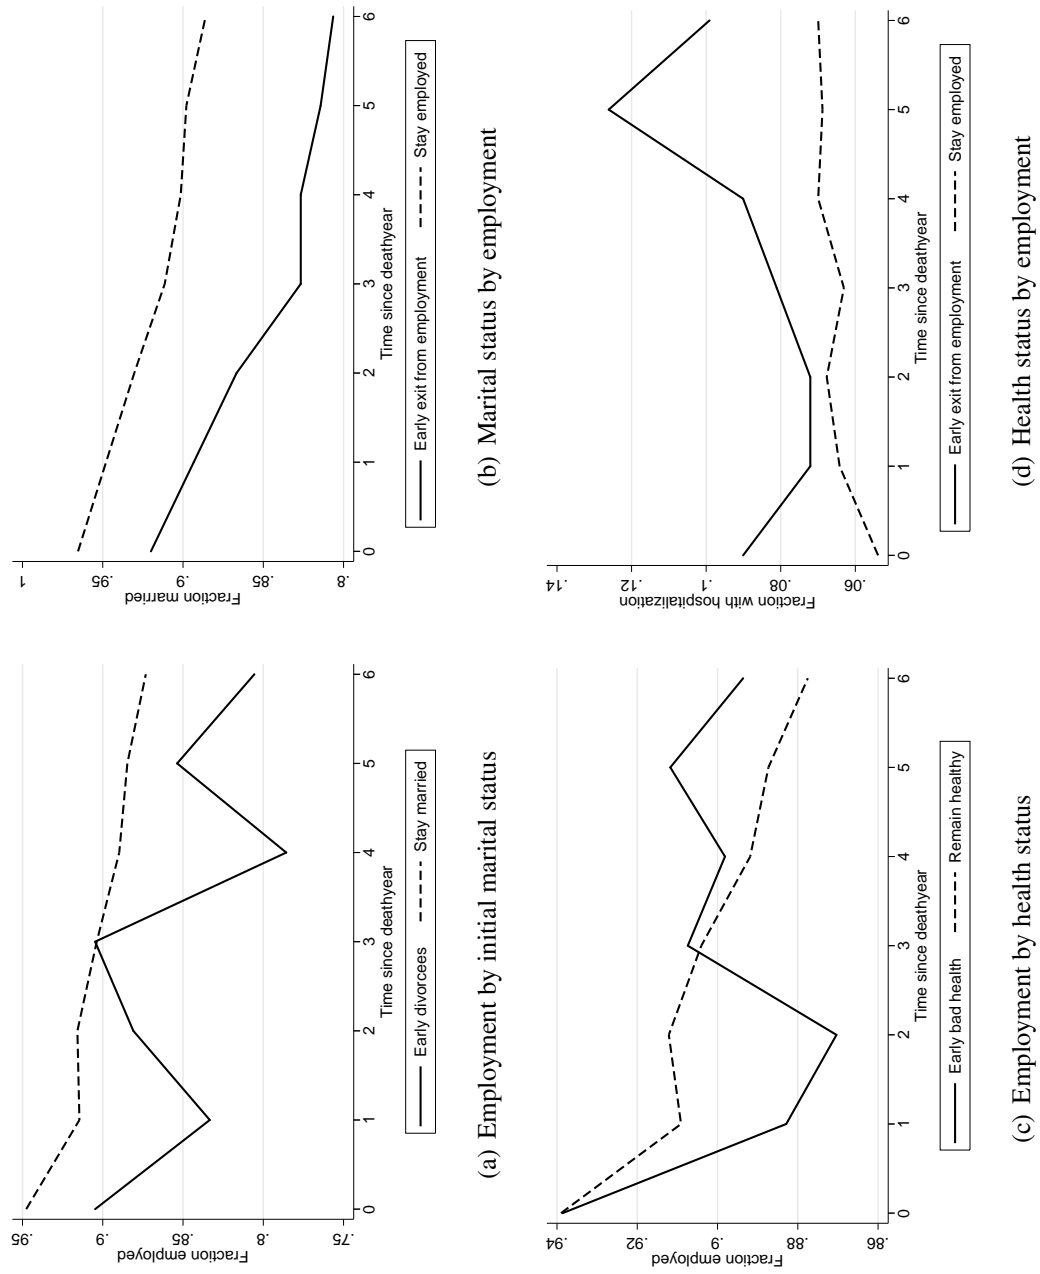 .95
.9
.85
.8
.75
Fraction employed
0 1 2 3 4 5 6
Time since deathyear
Early divorcees Stay married
(a) Employment by initial marital status
1
.95
.9
.85
.8
Fraction married
0 1 2 3 4 5 6
Time since deathyear
Early exit from employment Stay employed
(b) Marital status by employment
.94
.92
.9
.88
.86
Fraction employed
0 1 2 3 4 5 6
Time since deathyear
Early bad health Remain healthy
(c) Employment by health status
.14
.12
.1
.08
.06
Fraction with hospitalization
0 1 2 3 4 5 6
Time since deathyear
Early exit from employment Stay employed
(d) Health status by employment